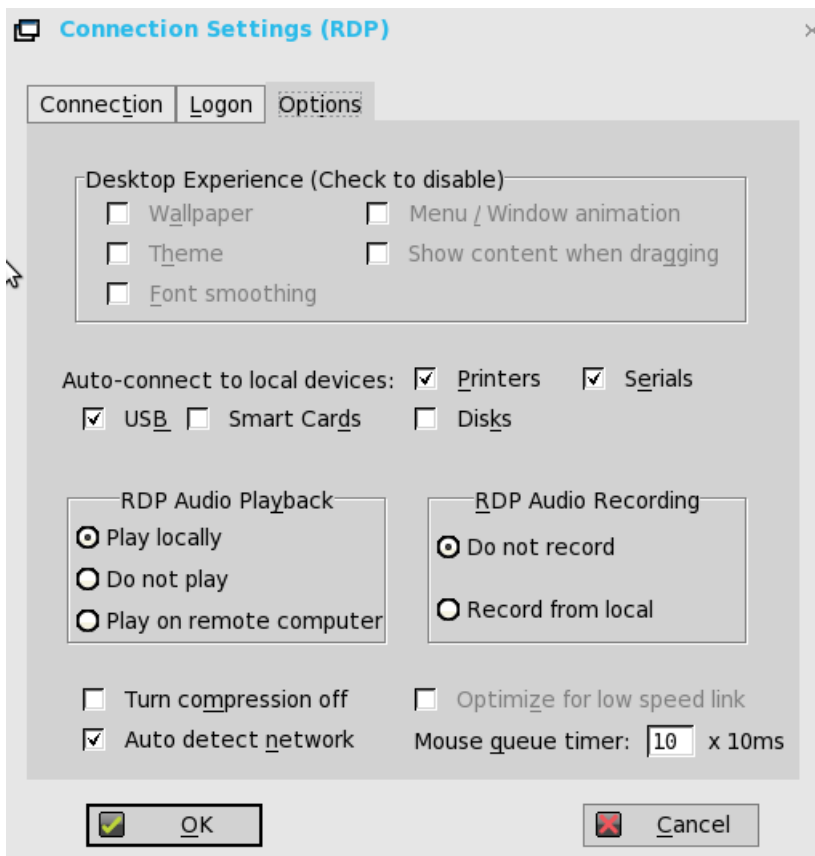 Connection Settings (RDP)
Connection Logon Options
Desktop Experience (Check to disable)
Wallpaper Menu / Window animation
Theme Show content when dragging
Font smoothing
Auto-connect to local devices: Printers Serials
USB Smart Cards Disks
RDP Audio Playback RDP Audio Recording
Play locally
Do not record
Do not play
Record from local
Play on remote computer
Turn compression off Optimize for low speed link
Auto detect network Mouse queue timer: 10 x 10ms
OK Cancel